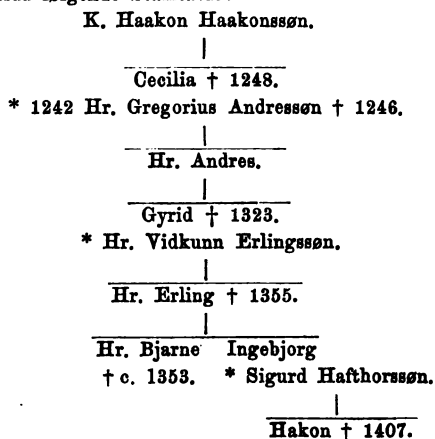 K. Haakon Haakonssøn.
Cecilia † 1248.
* 1242 Hr. Gregorius Andressøn † 1246.
Hr. Andres.
Gyrid † 1323.
* Hr. Vidkunn Erlingssøn.
Hr. Erling † 1355.
Hr. Bjarne Ingebjorg
† c. 1353. * Sigurd Hafthorssøn.
Hakon † 1407.